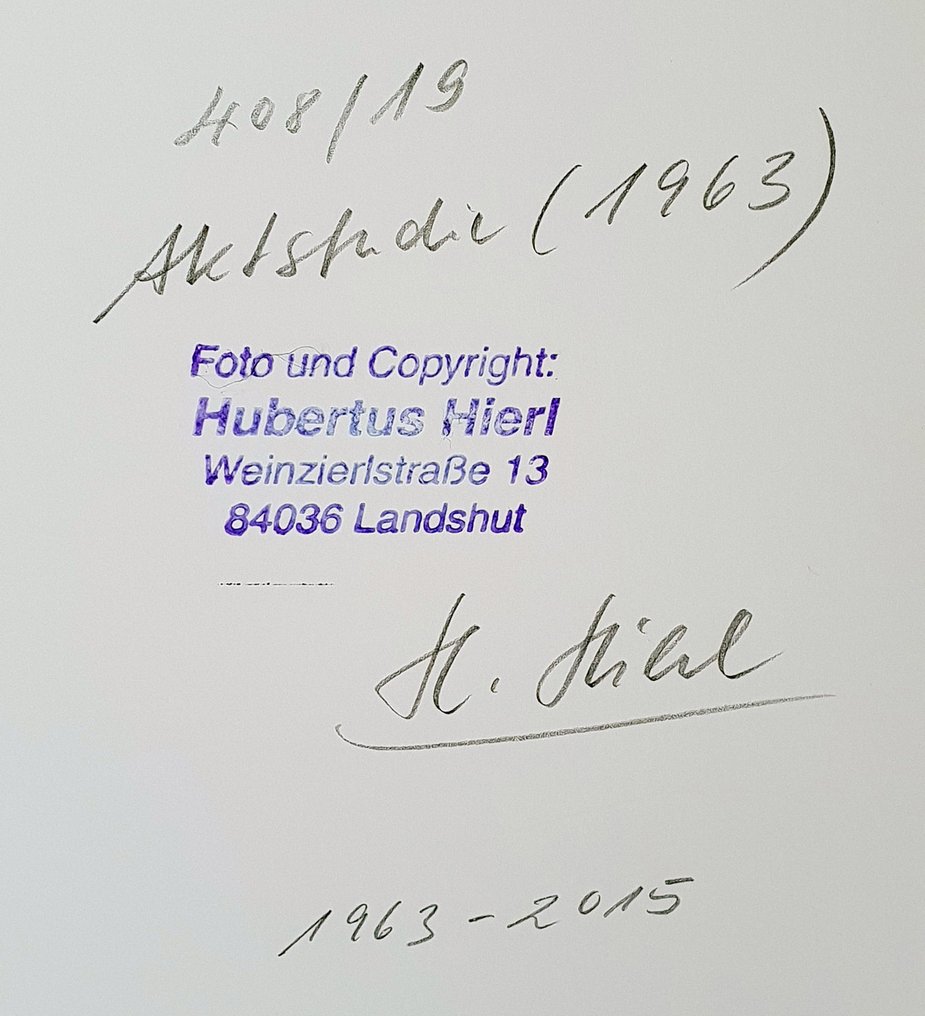 408/19
Aktstudie (1963)
Foto und Copyright:
Hubertus Hierl
Weinzierlstraße 13
84036 Landshut
H. Hierl
1963-2015